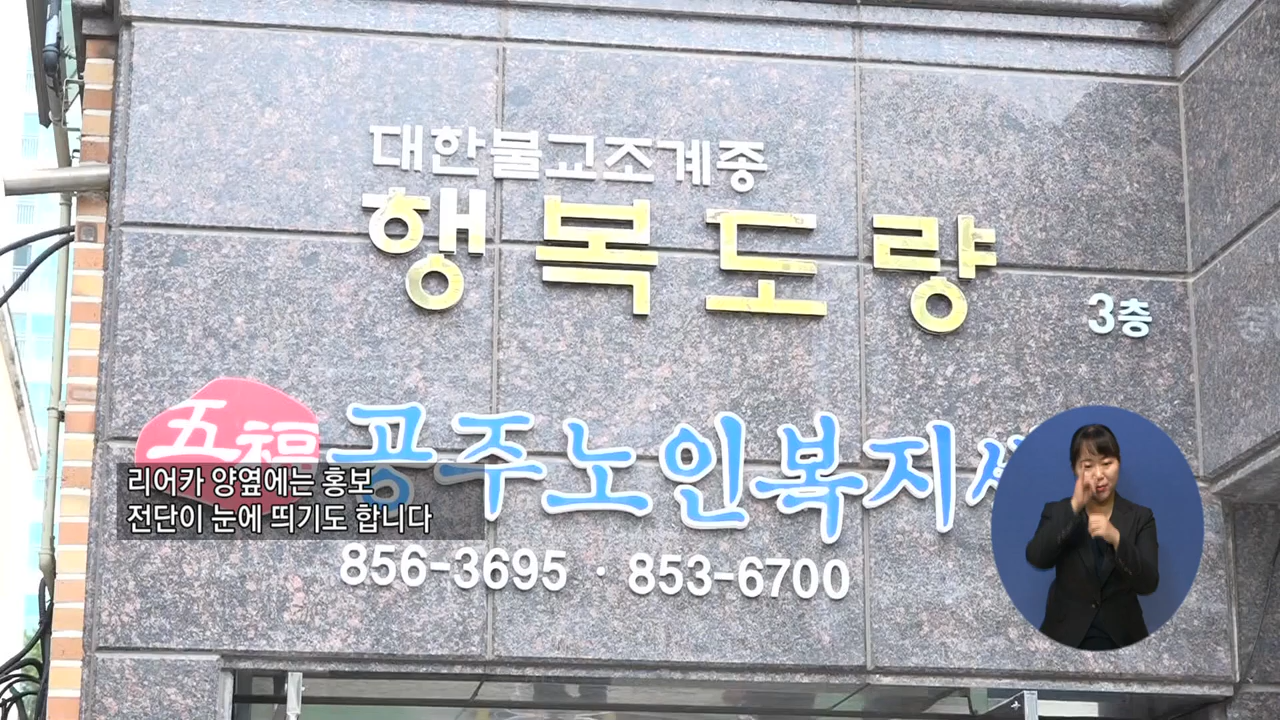 대한불교조계종
행복도량
3층
五福
공주노인복지센
리어카 양옆에는 홍보
전단이 눈에 띄기도 합니다
856-3695 · 853-6700